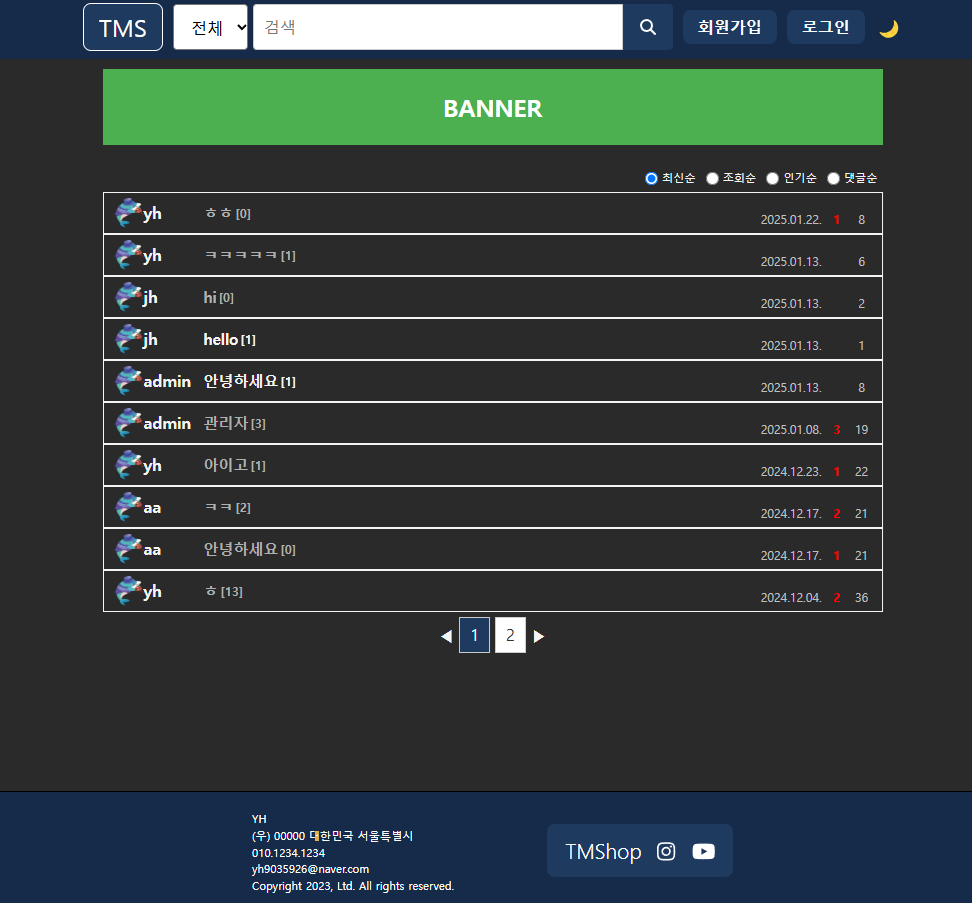 TMS 전체 검색 회원가입 로그인
BANNER
최신순 조회순 인기순 댓글순
yh ㅎㅎ [0] 2025.01.22. 1 8
yh ㅋㅋㅋㅋㅋ [1] 2025.01.13. 6
jh hi [0] 2025.01.13. 2
jh hello [1] 2025.01.13. 1
admin 안녕하세요 [1] 2025.01.13. 8
admin 관리자 [3] 2025.01.08. 3 19
yh 아이고 [1] 2024.12.23. 1 22
aa ㅋㅋ [2] 2024.12.17. 2 21
aa 안녕하세요 [0] 2024.12.17. 1 21
yh ㅎ [13] 2024.12.04. 2 36
◀ 1 2 ▶
YH
(우) 00000 대한민국 서울특별시
010.1234.1234
yh9035926@naver.com
Copyright 2023, Ltd. All rights reserved.
TMShop